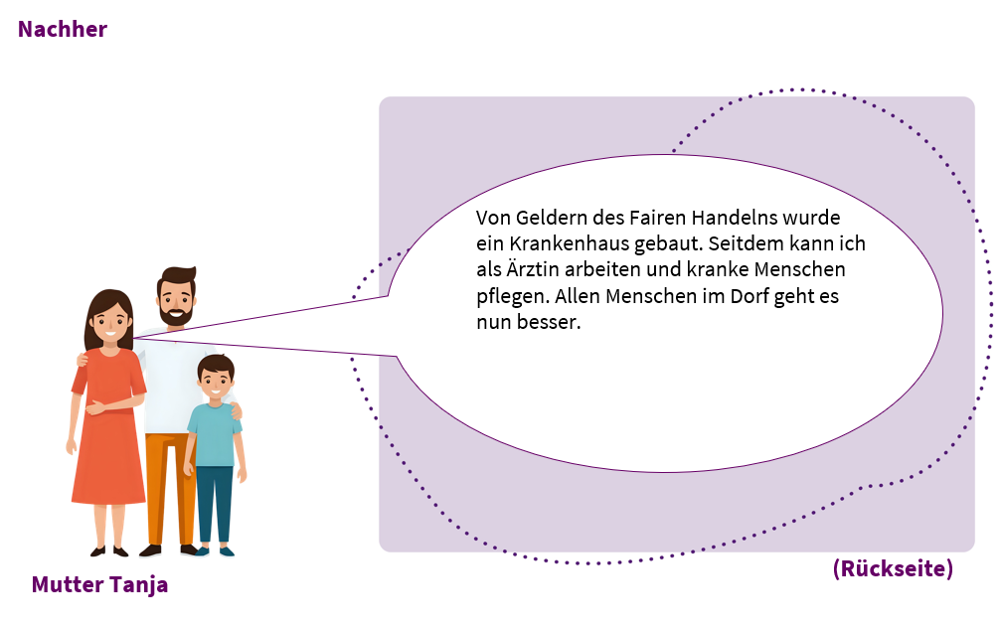 Nachher
Von Geldern des Fairen Handelns wurde
ein Krankenhaus gebaut. Seitdem kann ich
als Ärztin arbeiten und kranke Menschen
pflegen. Allen Menschen im Dorf geht es
nun besser.
(Rückseite)
Mutter Tanja